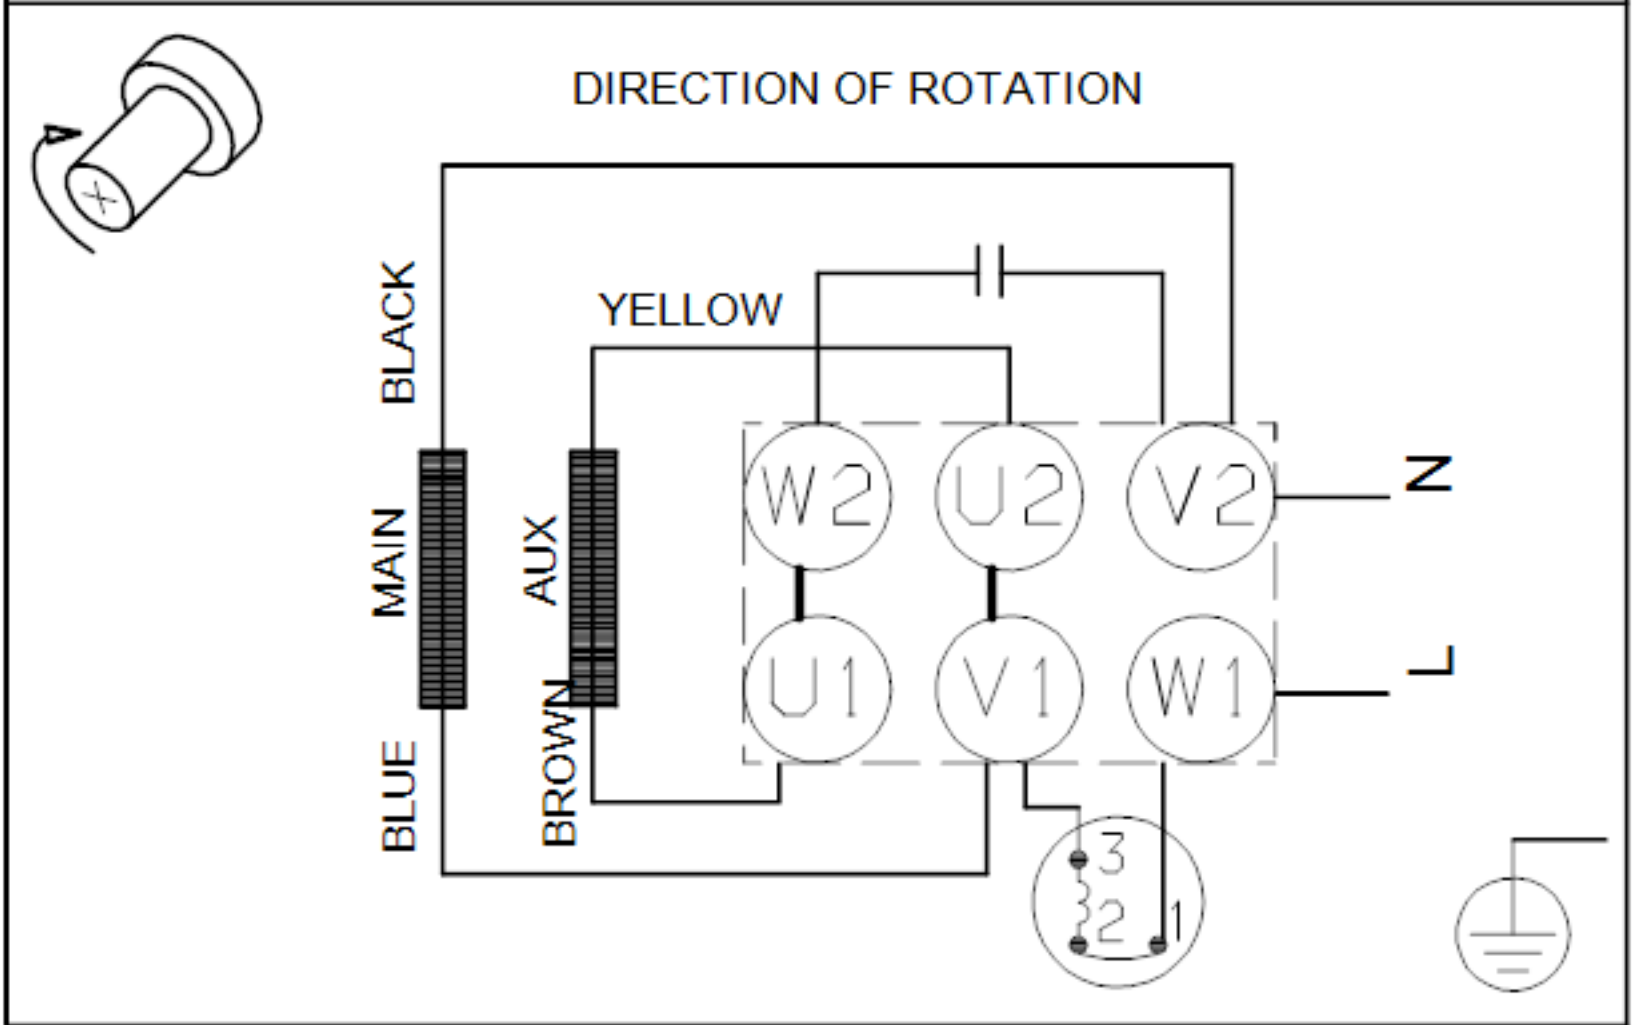 DIRECTION OF ROTATION
BLACK
YELLOW
W2 U2 V2
N
MAIN
AUX
U1 V1 W1
L
BLUE
BROWN
3
2
1